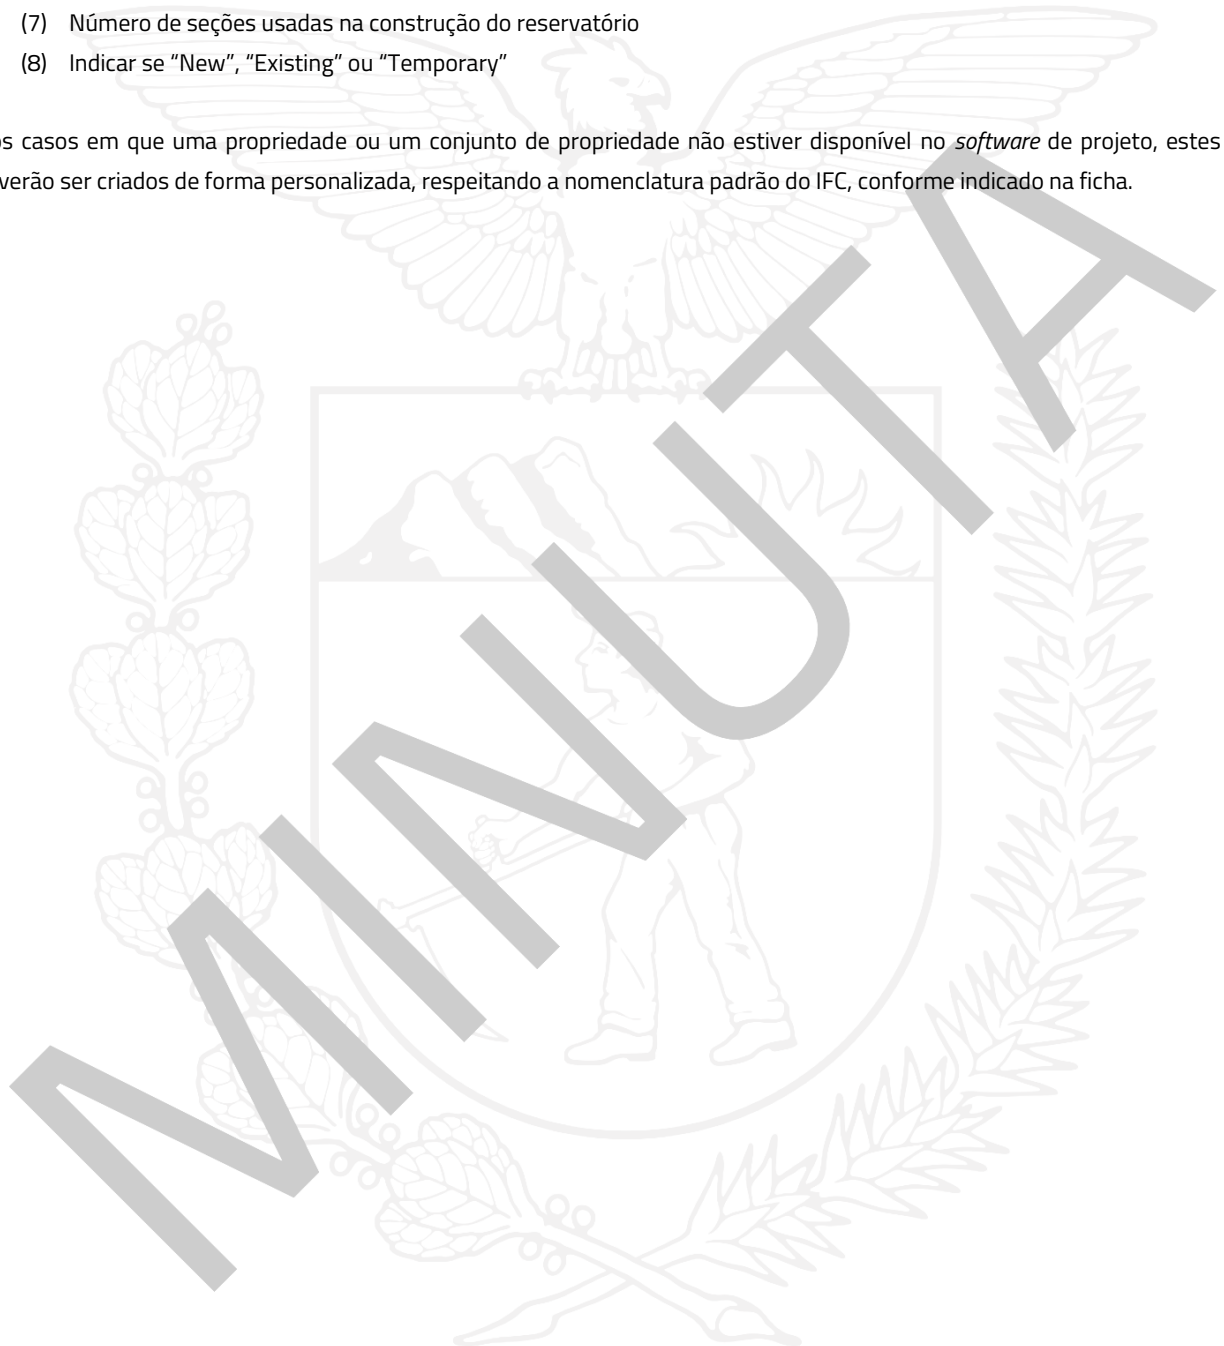 (7) Número de seções usadas na construção do reservatório
(8) Indicar se “New”, “Existing” ou “Temporary”
os casos em que uma propriedade ou um conjunto de propriedade não estiver disponível no software de projeto, estes
verão ser criados de forma personalizada, respeitando a nomenclatura padrão do IFC, conforme indicado na ficha.
MINUTA